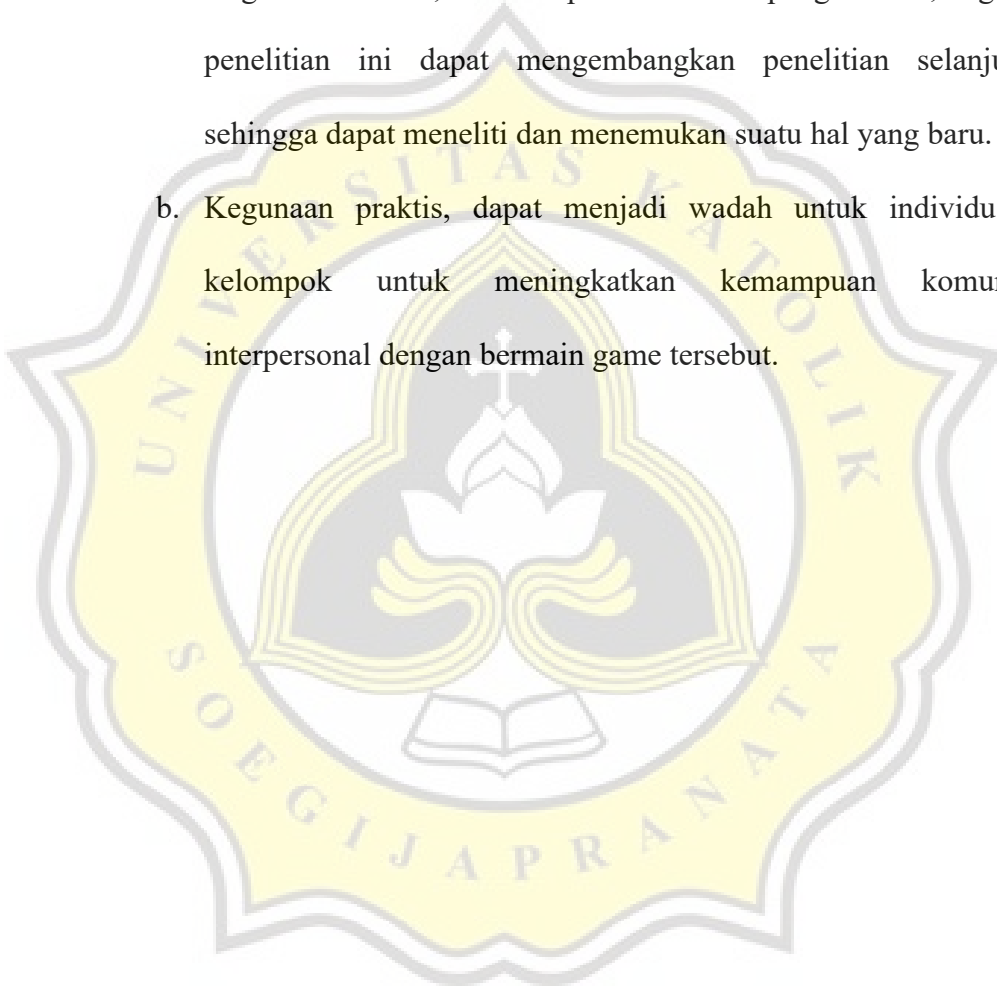 penelitian ini dapat mengembangkan penelitian
sehingga dapat meneliti dan menemukan suatu hal yang baru.
b. Kegunaan praktis, dapat menjadi wadah untuk individu
kelompok untuk meningkatkan kemampuan
interpersonal dengan bermain game tersebut.
UNIVERSITAS KATOLIK
SOEGIJAPRANATA